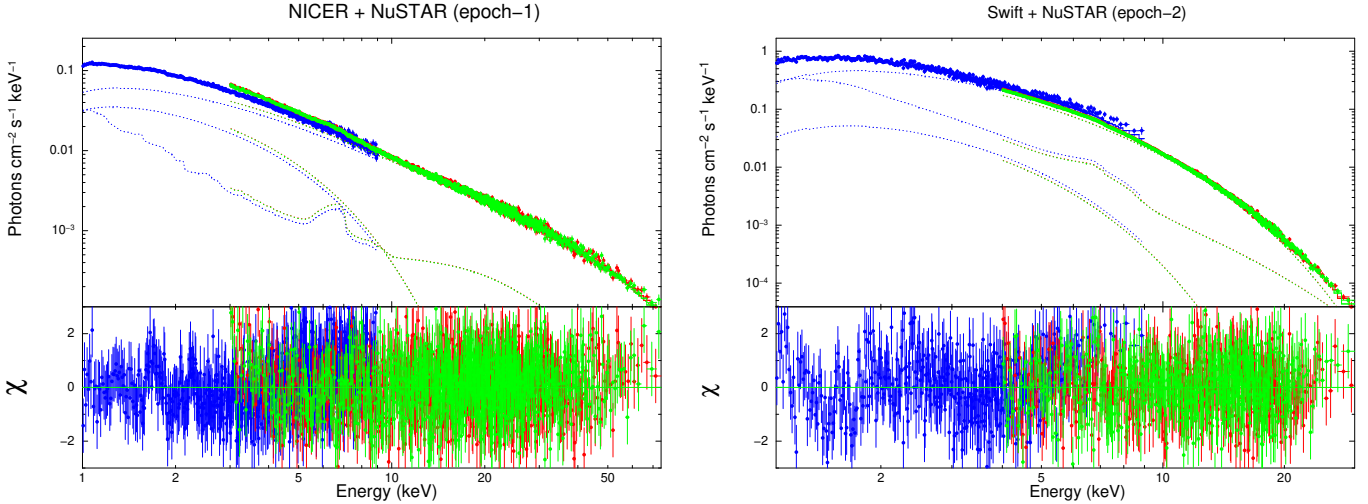 NICER + NuSTAR (epoch−1)
Photons cm−2 s−1 keV−1
0.1
0.01
10−3
χ
2
0
−2
1 2 5 10 20 50
Energy (keV)
Swift + NuSTAR (epoch−2)
Photons cm−2 s−1 keV−1
1
0.1
0.01
10−3
10−4
χ
2
0
−2
2 5 10 20
Energy (keV)